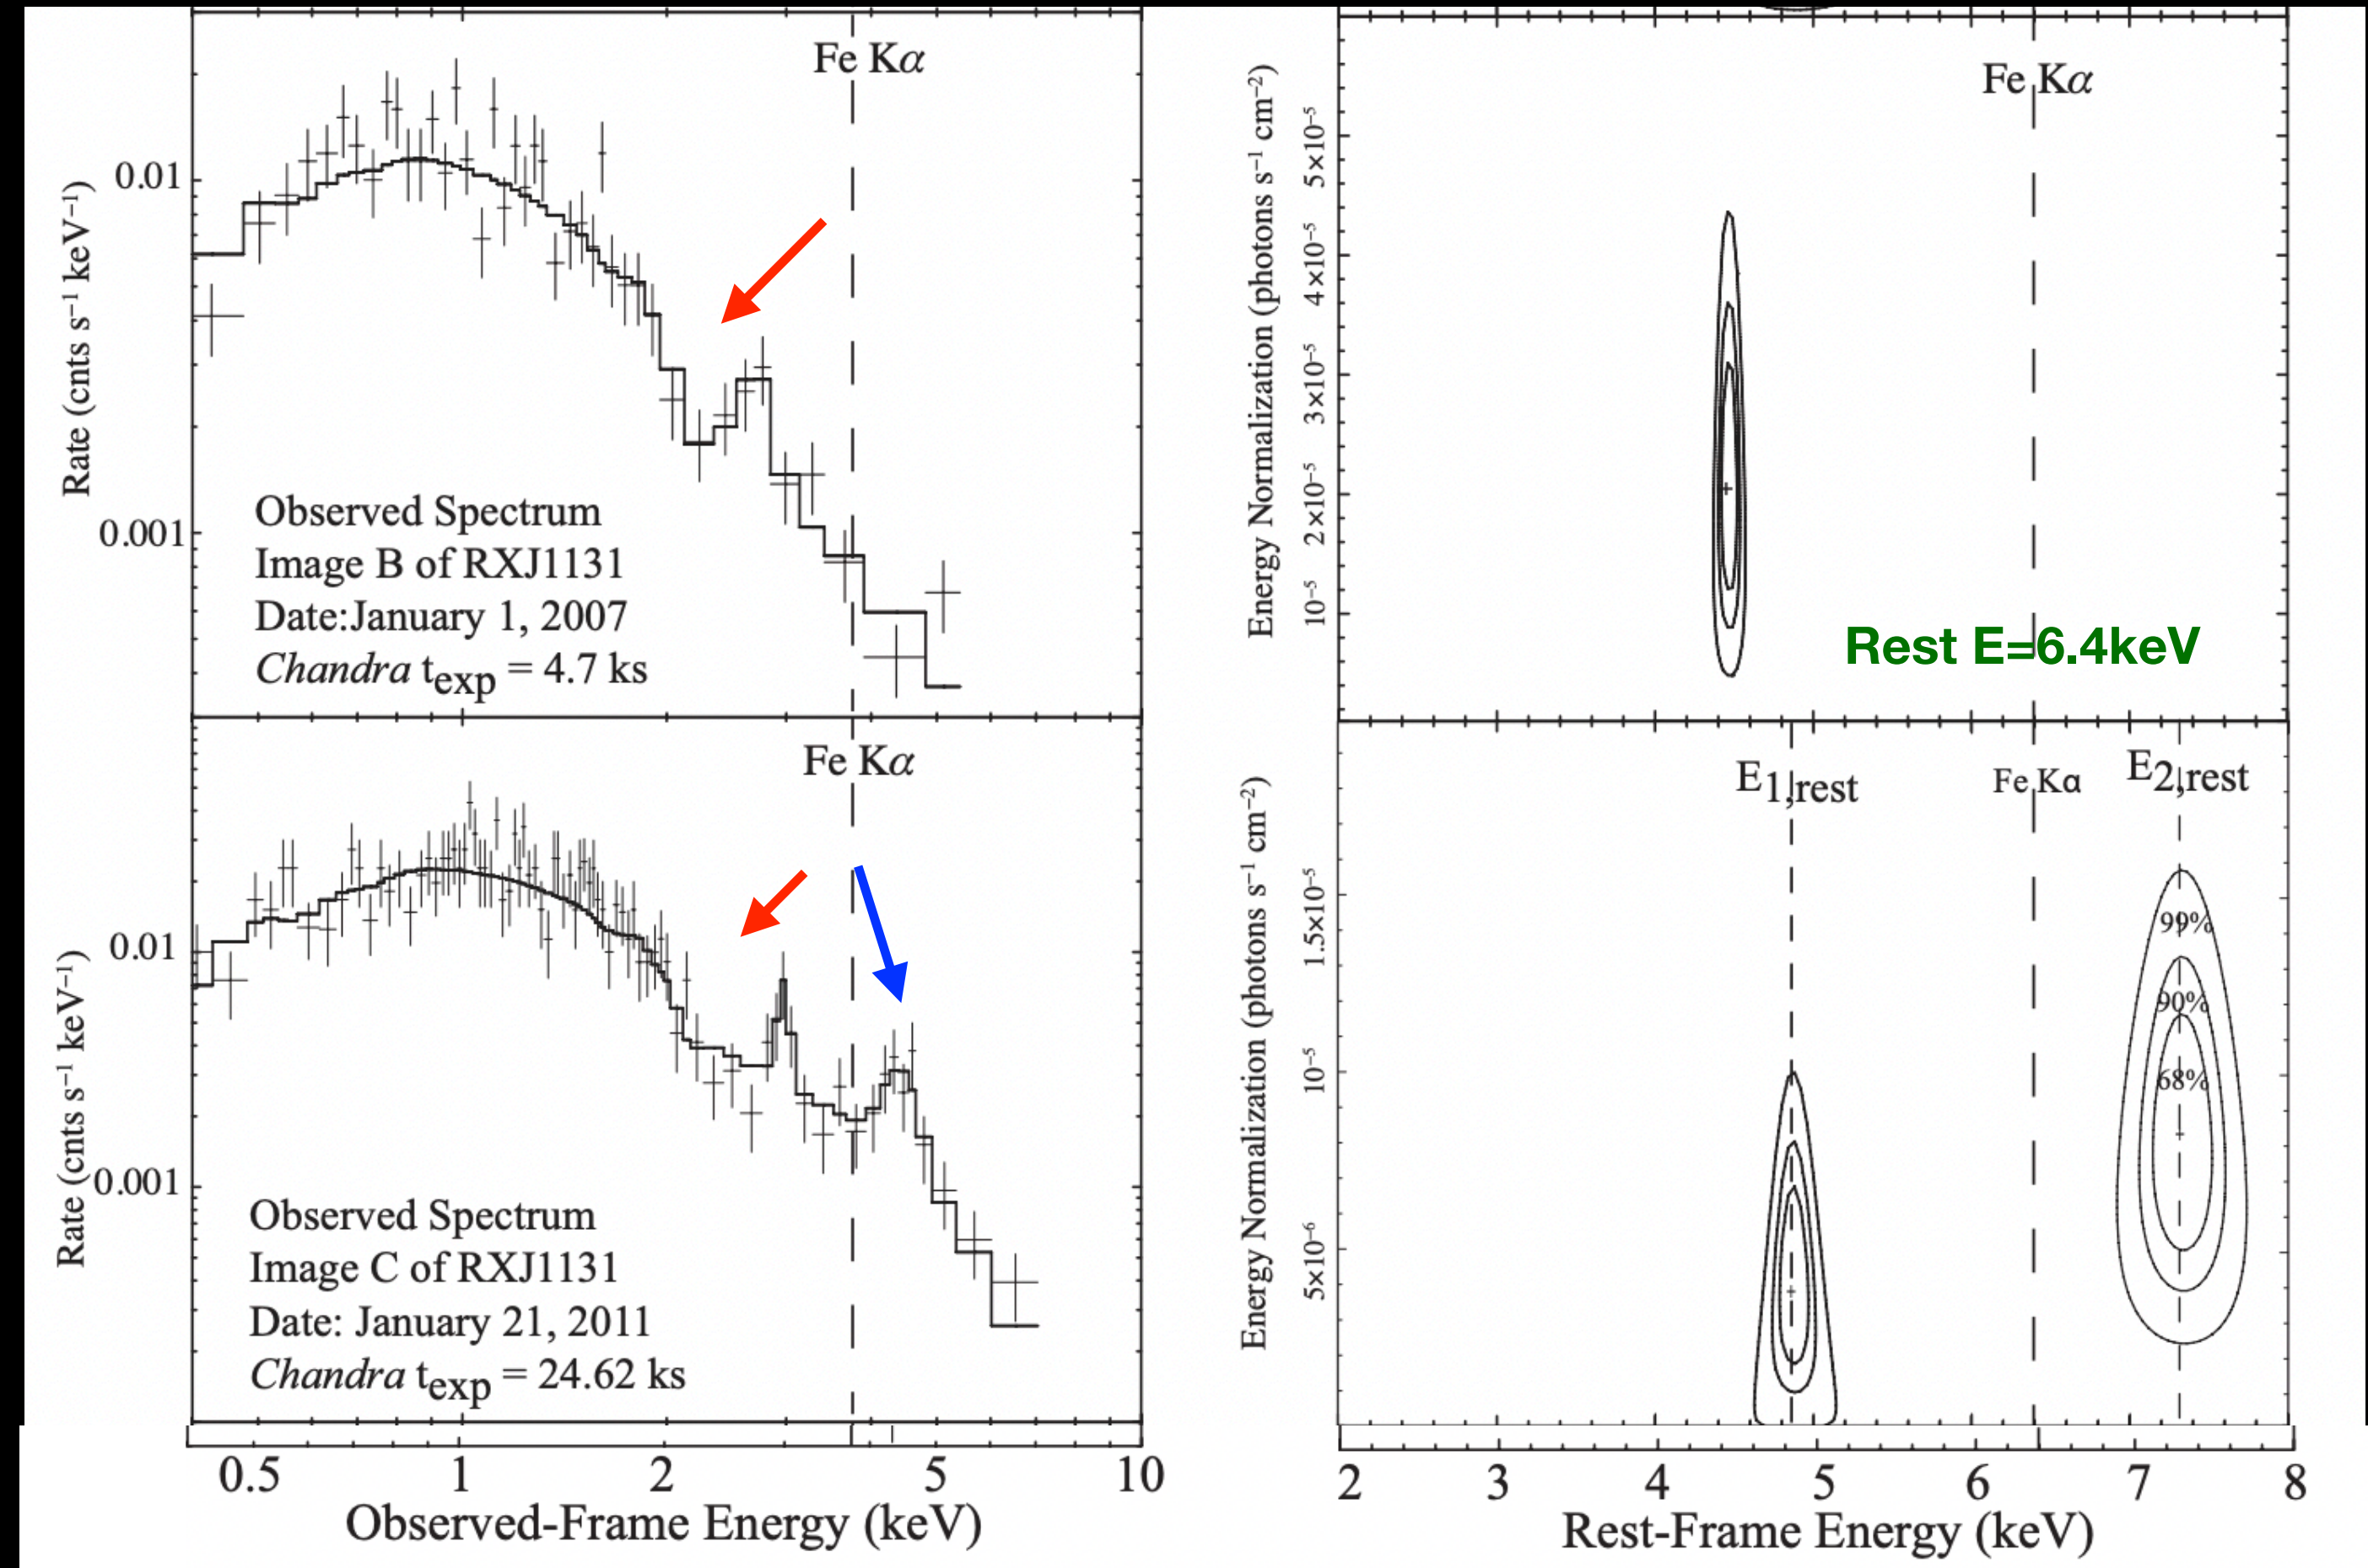 Fe Kα
Rate (cnts s⁻¹ keV⁻¹)
0.01
0.001
Observed Spectrum
Image B of RXJ1131
Date:January 1, 2007
Chandra t_exp = 4.7 ks
Fe Kα
Rate (cnts s⁻¹ keV⁻¹)
0.01
0.001
Observed Spectrum
Image C of RXJ1131
Date: January 21, 2011
Chandra t_exp = 24.62 ks
0.5 1 2 5 10
Observed-Frame Energy (keV)
Fe Kα
Energy Normalization (photons s⁻¹ cm⁻²)
5×10⁻⁵
4×10⁻⁵
3×10⁻⁵
2×10⁻⁵
10⁻⁵
Rest E=6.4keV
E1,rest Fe Kα E2,rest
Energy Normalization (photons s⁻¹ cm⁻²)
1.5×10⁻⁵
10⁻⁵
5×10⁻⁶
99%
90%
68%
2 3 4 5 6 7 8
Rest-Frame Energy (keV)